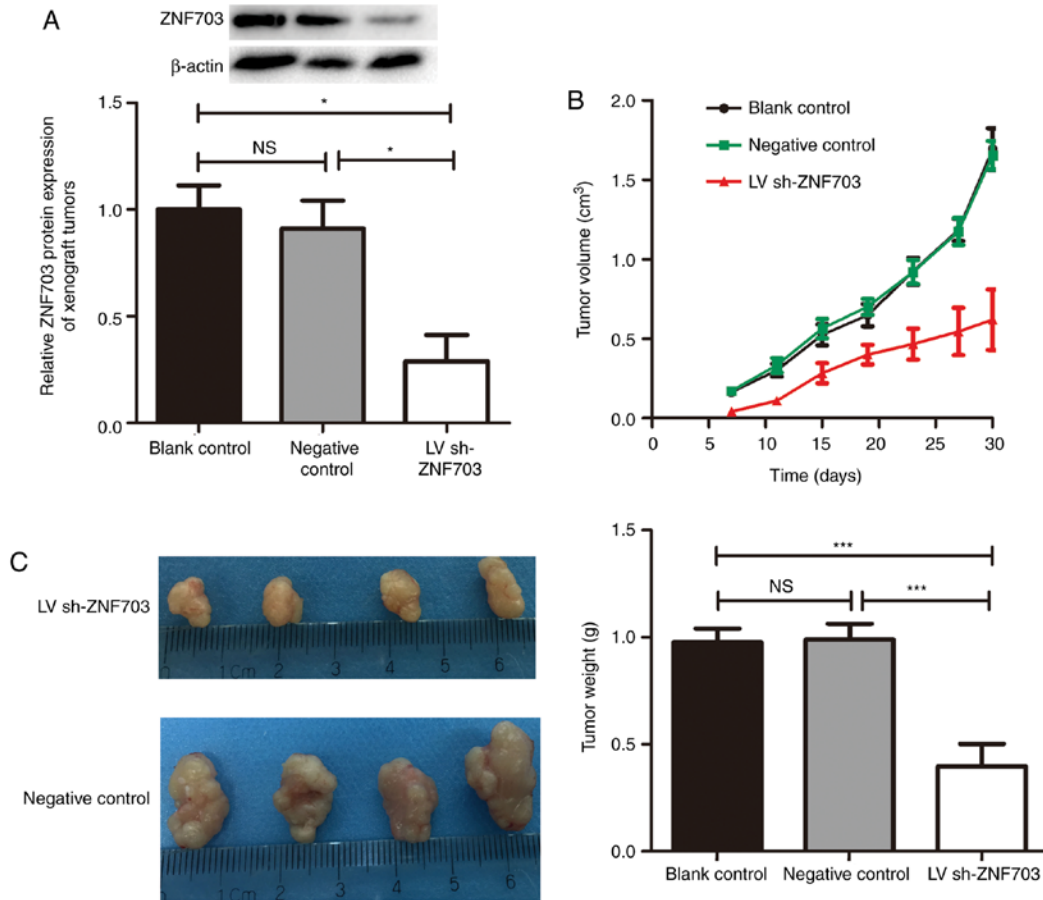 A
ZNF703
β-actin
Relative ZNF703 protein expression
of xenograft tumors
1.5
1.0
0.5
0.0
*
NS
*
Blank control
Negative
control
LV sh-
ZNF703
B
Blank control
Negative control
LV sh-ZNF703
Tumor volume (cm³)
2.0
1.5
1.0
0.5
0.0
0 5 10 15 20 25 30
Time (days)
C
LV sh-ZNF703
1Cm 2 3 4 5 6
Negative control
1Cm 2 3 4 5 6
Tumor weight (g)
1.5
1.0
0.5
0.0
***
NS
***
Blank control
Negative control
LV sh-ZNF703